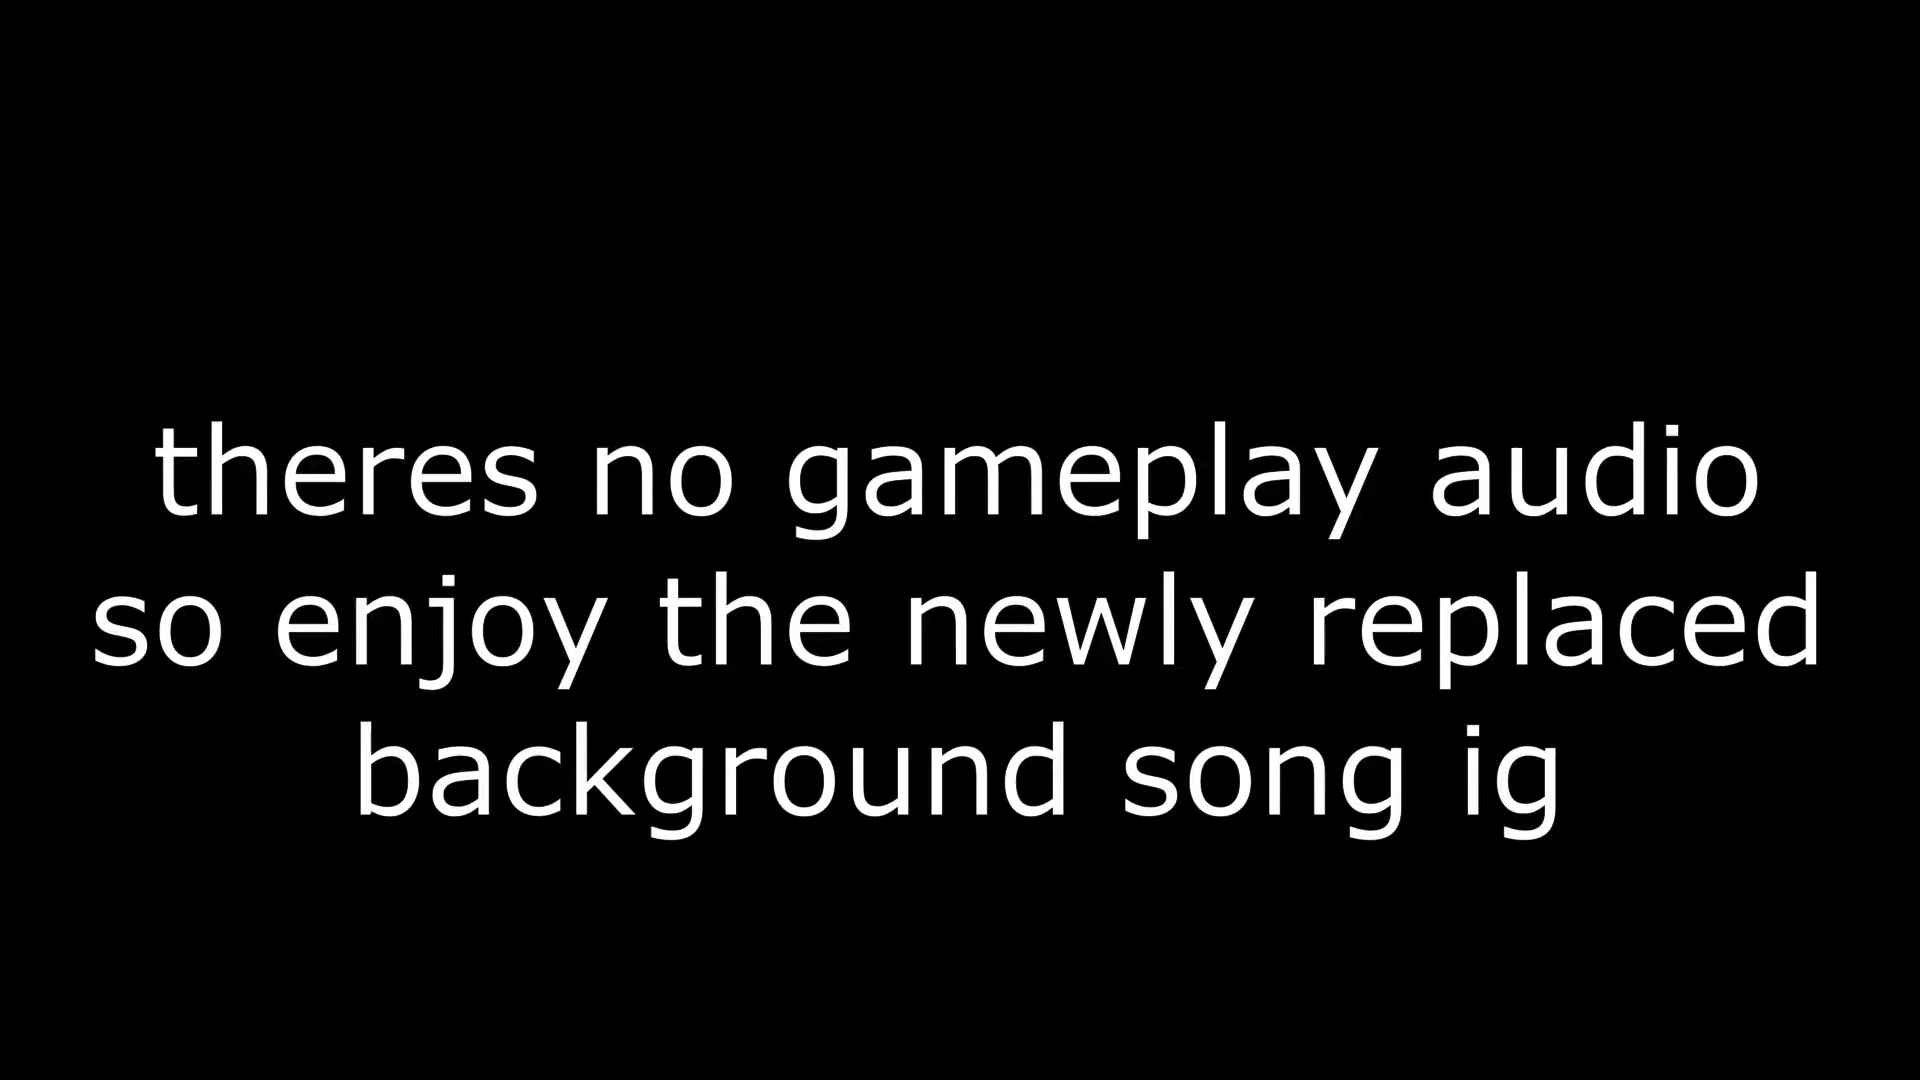 theres no gameplay audio
so enjoy the newly replaced
background song ig